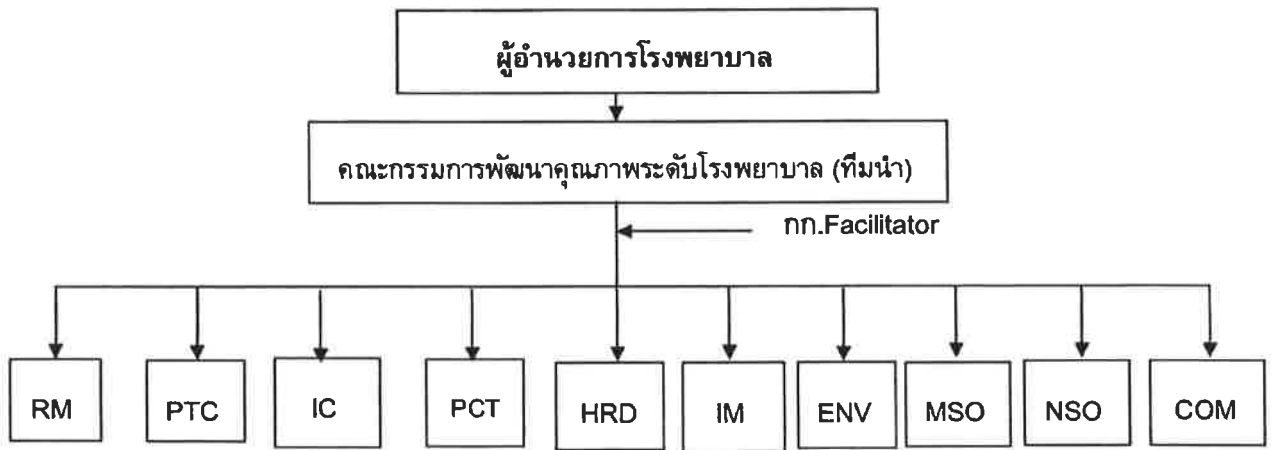 ผู้อำนวยการโรงพยาบาล
คณะกรรมการพัฒนาคุณภาพระดับโรงพยาบาล (ทีมนำ)
กก.Facilitator
RM
PTC
IC
PCT
HRD
IM
ENV
MSO
NSO
COM